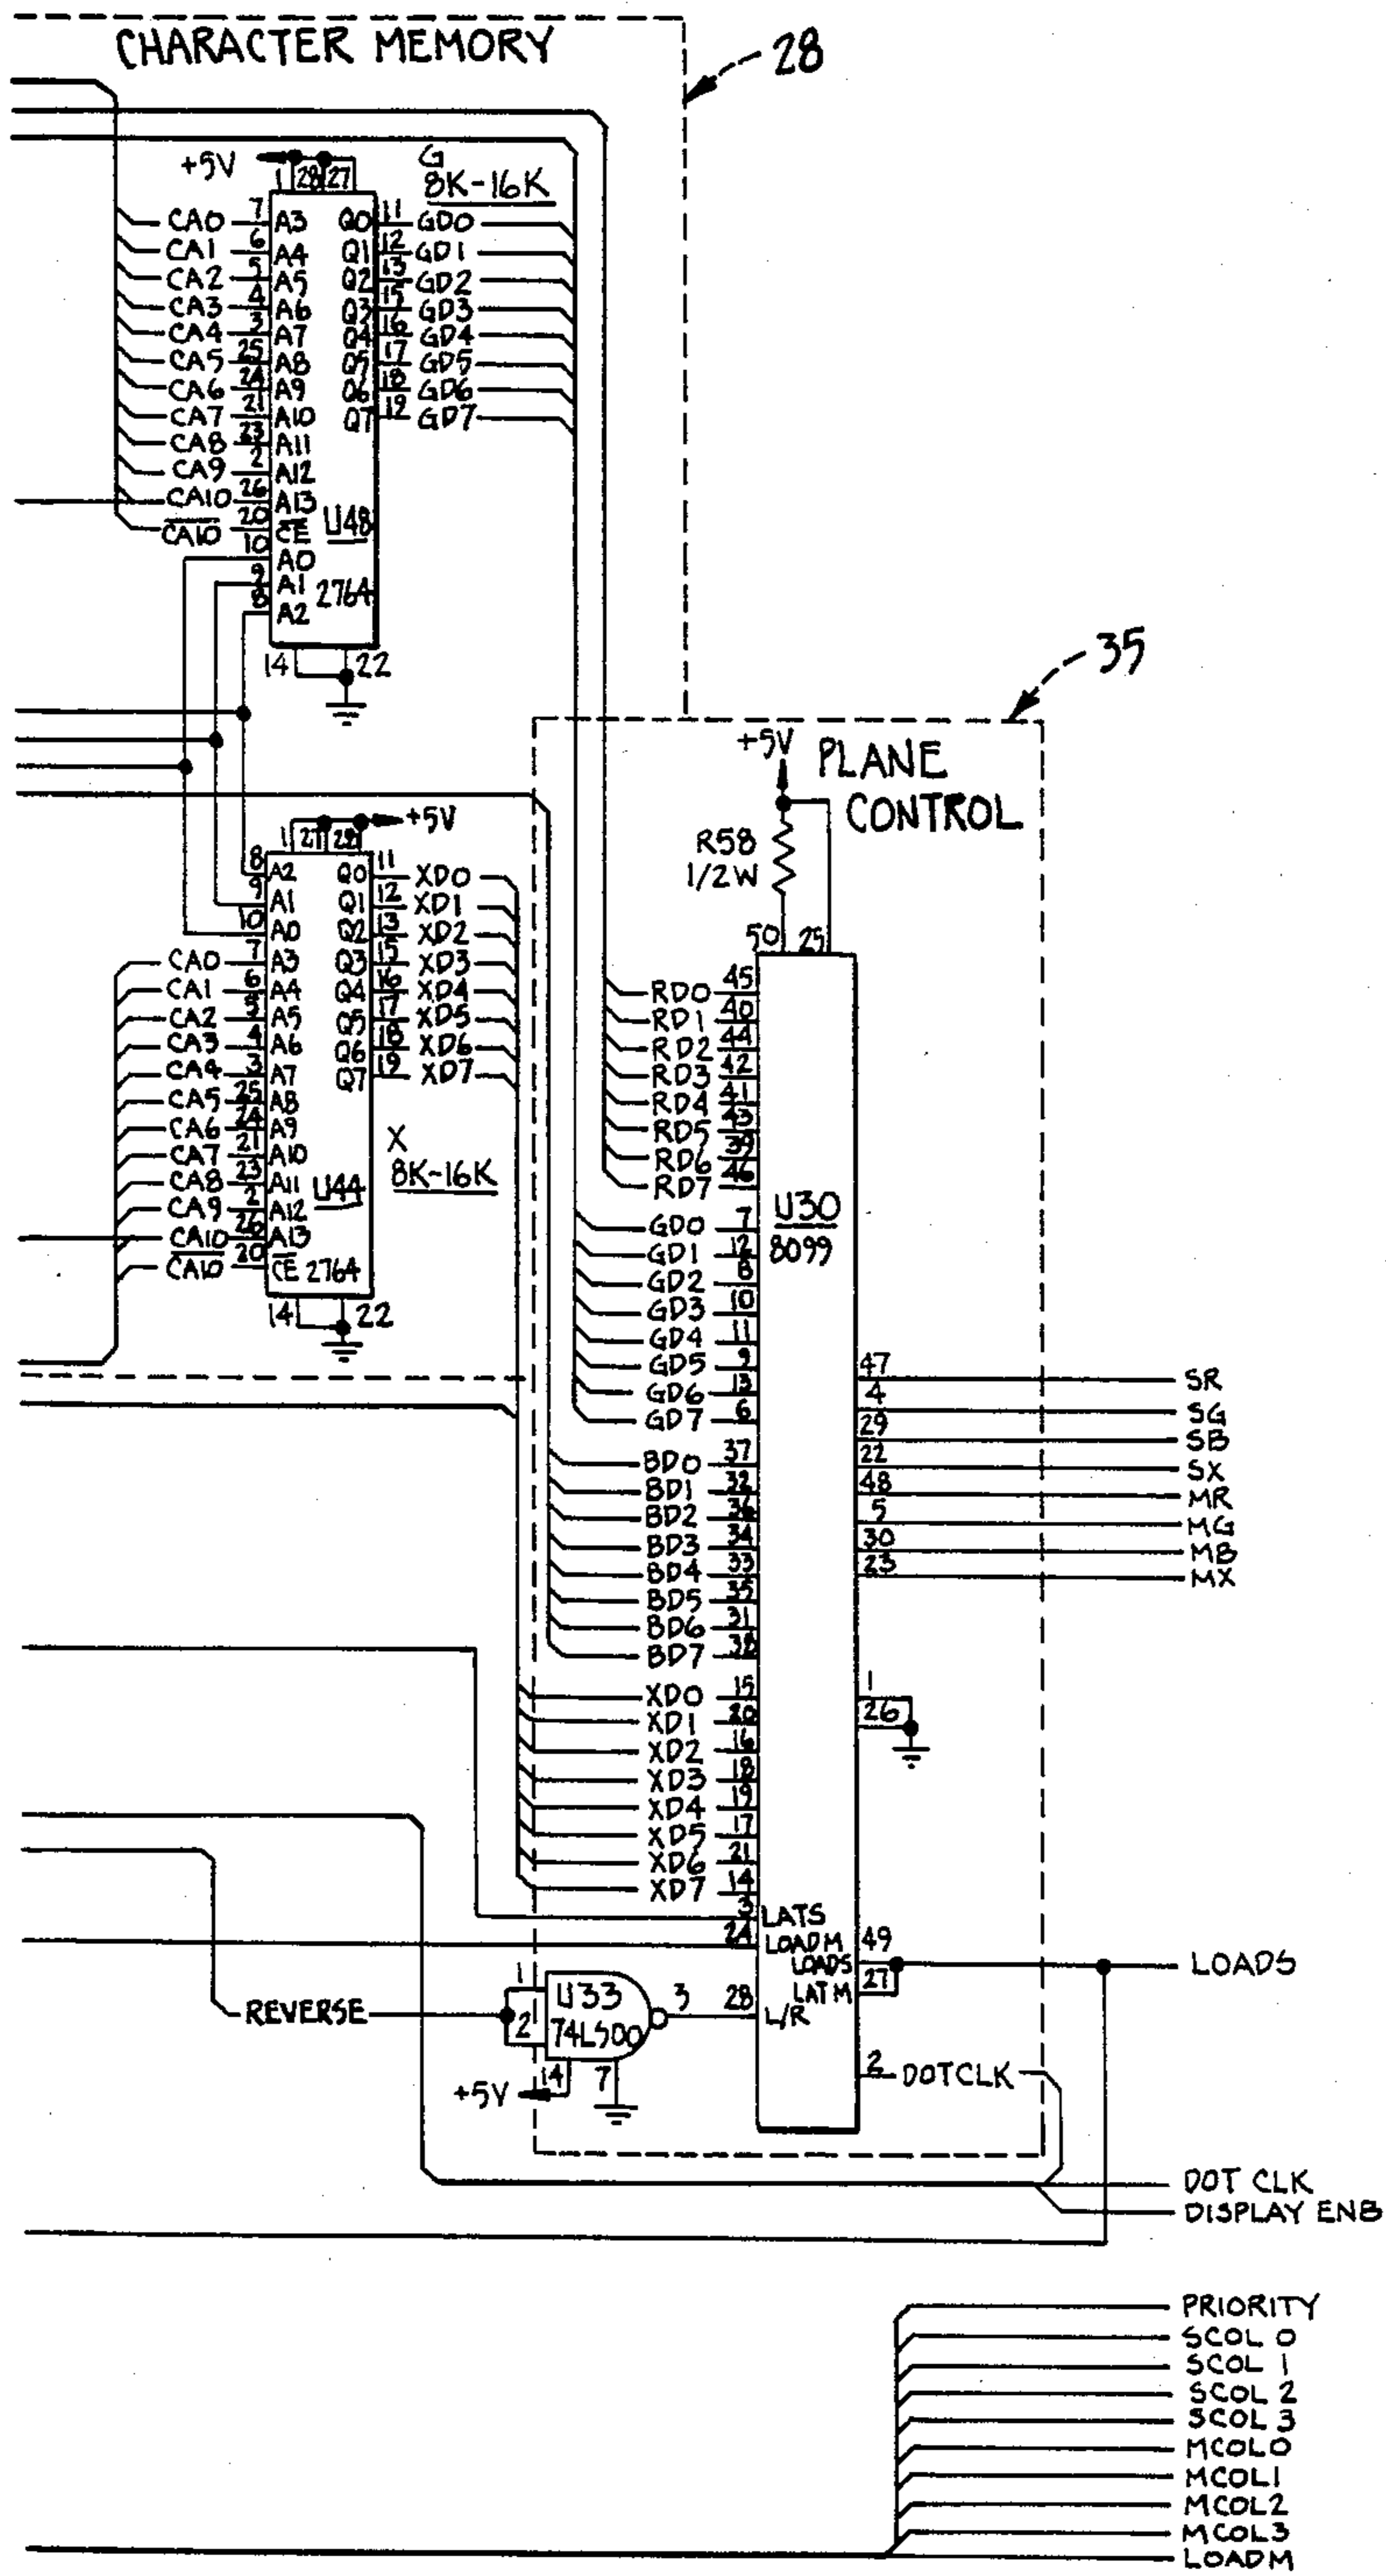 CHARACTER MEMORY
28
+5V
1 28 27
G
8K-16K
CA0 7 A3 Q0 11 GD0
CA1 6 A4 Q1 12 GD1
CA2 5 A5 Q2 13 GD2
CA3 4 A6 Q3 15 GD3
CA4 3 A7 Q4 16 GD4
CA5 25 A8 Q5 17 GD5
CA6 24 A9 Q6 18 GD6
CA7 21 A10 Q7 12 GD7
CA8 23 A11
CA9 2 A12
CA10 26 A13
C̅A̅1̅0̅ 20 C̅E̅ U48
10 A0
9 A1 2764
8 A2
14 22
35
+5V
PLANE
CONTROL
R58
1/2W
50 25
1 27 28 +5V
8 A2 Q0 11 XD0
9 A1 Q1 12 XD1
10 A0 Q2 13 XD2
CA0 7 A3 Q3 15 XD3
CA1 6 A4 Q4 16 XD4
CA2 5 A5 Q5 17 XD5
CA3 4 A6 Q6 18 XD6
CA4 3 A7 Q7 19 XD7
CA5 25 A8
CA6 24 A9
CA7 21 A10
CA8 23 A11 U44
CA9 2 A12
CA10 26 A13
C̅A̅1̅0̅ 20 C̅E̅ 2764
X
8K-16K
14 22
RD0 45
RD1 40
RD2 44
RD3 42
RD4 41
RD5 43
RD6 39
RD7 46
U30
8099
GD0 7
GD1 12
GD2 8
GD3 10
GD4 11
GD5 9
GD6 13
GD7 6
BD0 37
BD1 32
BD2 36
BD3 34
BD4 33
BD5 35
BD6 31
BD7 38
XD0 15
XD1 20
XD2 16
XD3 18
XD4 19
XD5 17
XD6 21
XD7 14
47 SR
4 SG
29 SB
22 SX
48 MR
5 MG
30 MB
23 MX
1
26
3 LATS
24 LOADM
LOADS 49 LOADS
LATM 27
REVERSE
1
2
U33
74LS00
3
28 L/R
14 7
+5V
2 DOTCLK
DOT CLK
DISPLAY ENB
PRIORITY
SCOL 0
SCOL 1
SCOL 2
SCOL 3
MCOL0
MCOL1
MCOL2
MCOL3
LOADM